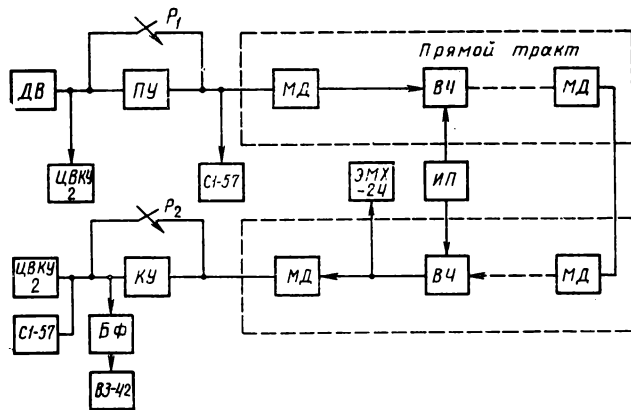 P₁
Прямой тракт
ДВ
ПУ
МД
ВЧ
МД
ЦВКУ
2
С1-57
ЭМХ
-24
ИП
P₂
ЦВКУ
2
КУ
МД
ВЧ
МД
С1-57
БФ
ВЗ-42